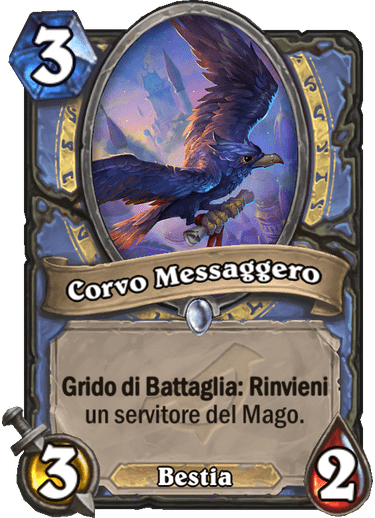 3
Corvo Messaggero
Grido di Battaglia: Rinvieni
un servitore del Mago.
3
Bestia
2